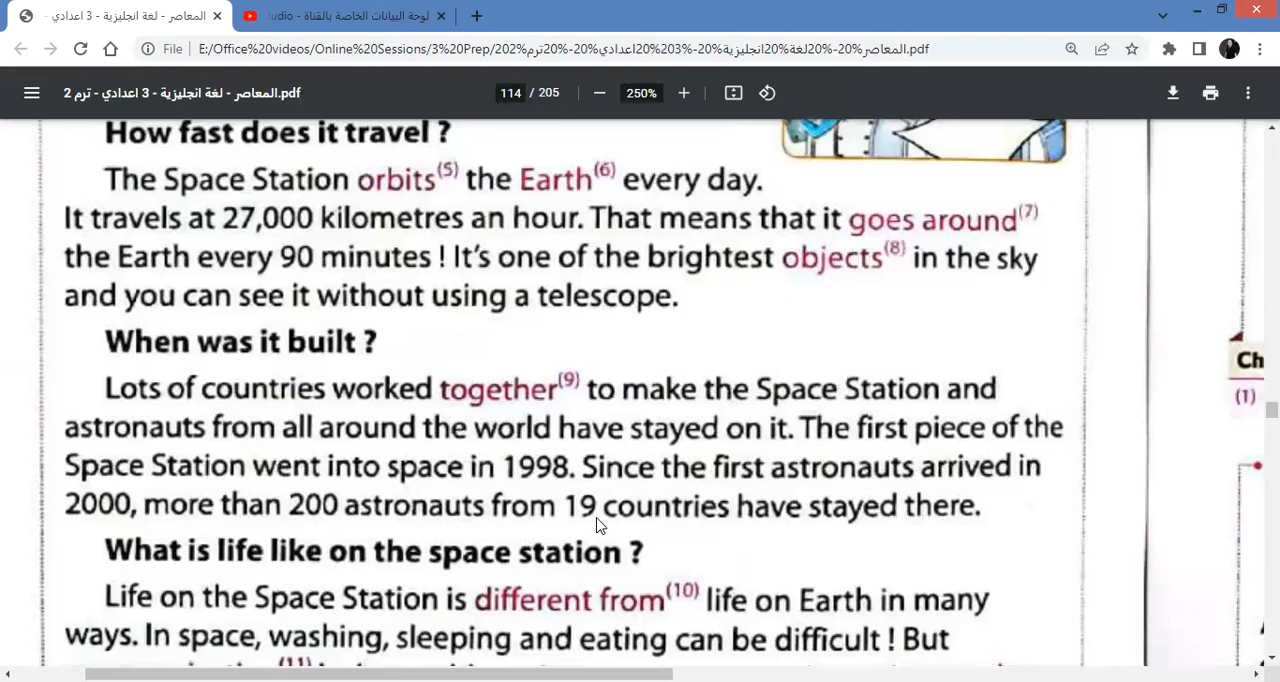 المعاصر - لغة انجليزية - 3 اعدادي -
لوحة البيانات الخاصة بالقناة - tudio
File E:/Office%20videos/Online%20Sessions/3%20Prep/المعاصر%20-%20لغة%20انجليزية%20-%203%20اعدادي%20-%20ترم%202.pdf
المعاصر - لغة انجليزية - 3 اعدادي - ترم 2.pdf
114 / 205
250%
How fast does it travel ?
The Space Station orbits(5) the Earth(6) every day.
It travels at 27,000 kilometres an hour. That means that it goes around(7)
the Earth every 90 minutes ! It's one of the brightest objects(8) in the sky
and you can see it without using a telescope.
When was it built ?
Lots of countries worked together(9) to make the Space Station and
astronauts from all around the world have stayed on it. The first piece of the
Space Station went into space in 1998. Since the first astronauts arrived in
2000, more than 200 astronauts from 19 countries have stayed there.
What is life like on the space station ?
Life on the Space Station is different from(10) life on Earth in many
ways. In space, washing, sleeping and eating can be difficult ! But
(11)
Ch
(1)